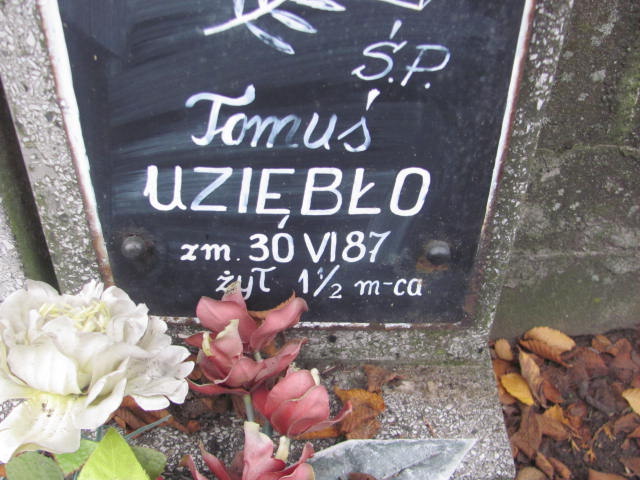 Ś.P.
Tomuś
UZIĘBŁO
zm. 30 VI 87
żył 1½ m-ca